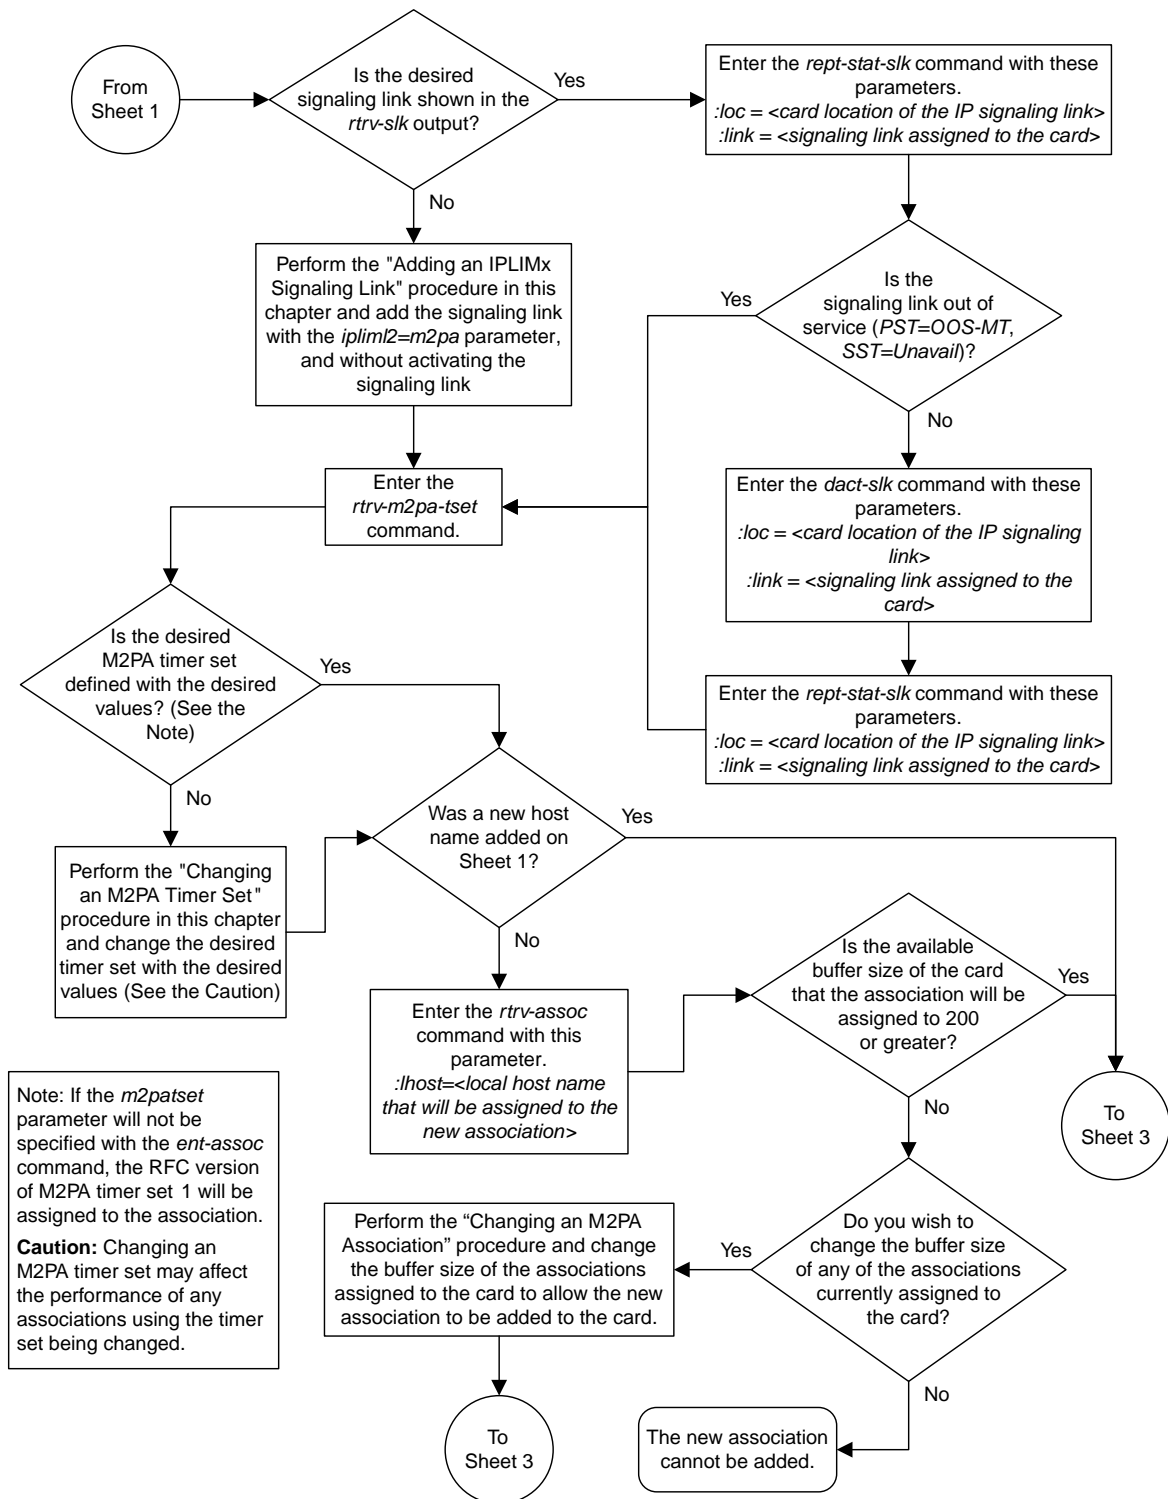 From
Sheet 1
Is the desired
signaling link shown in the
rtrv-slk output?
Yes
No
Enter the rept-stat-slk command with these
parameters.
:loc = <card location of the IP signaling link>
:link = <signaling link assigned to the card>
Perform the "Adding an IPLIMx
Signaling Link" procedure in this
chapter and add the signaling link
with the ipliml2=m2pa parameter,
and without activating the
signaling link
Is the
signaling link out of
service (PST=OOS-MT,
SST=Unavail)?
Yes
No
Enter the
rtrv-m2pa-tset
command.
Enter the dact-slk command with these
parameters.
:loc = <card location of the IP signaling
link>
:link = <signaling link assigned to the
card>
Enter the rept-stat-slk command with these
parameters.
:loc = <card location of the IP signaling link>
:link = <signaling link assigned to the card>
Is the desired
M2PA timer set
defined with the desired
values? (See the
Note)
Yes
No
Perform the "Changing
an M2PA Timer Set"
procedure in this chapter
and change the desired
timer set with the desired
values (See the Caution)
Was a new host
name added on
Sheet 1?
Yes
No
Enter the rtrv-assoc
command with this
parameter.
:lhost=<local host name
that will be assigned to the
new association>
Is the available
buffer size of the card
that the association will be
assigned to 200
or greater?
Yes
No
To
Sheet 3
Note: If the m2patset
parameter will not be
specified with the ent-assoc
command, the RFC version
of M2PA timer set 1 will be
assigned to the association.
Caution: Changing an
M2PA timer set may affect
the performance of any
associations using the timer
set being changed.
Do you wish to
change the buffer size
of any of the associations
currently assigned to
the card?
Yes
No
Perform the “Changing an M2PA
Association” procedure and change
the buffer size of the associations
assigned to the card to allow the new
association to be added to the card.
To
Sheet 3
The new association
cannot be added.